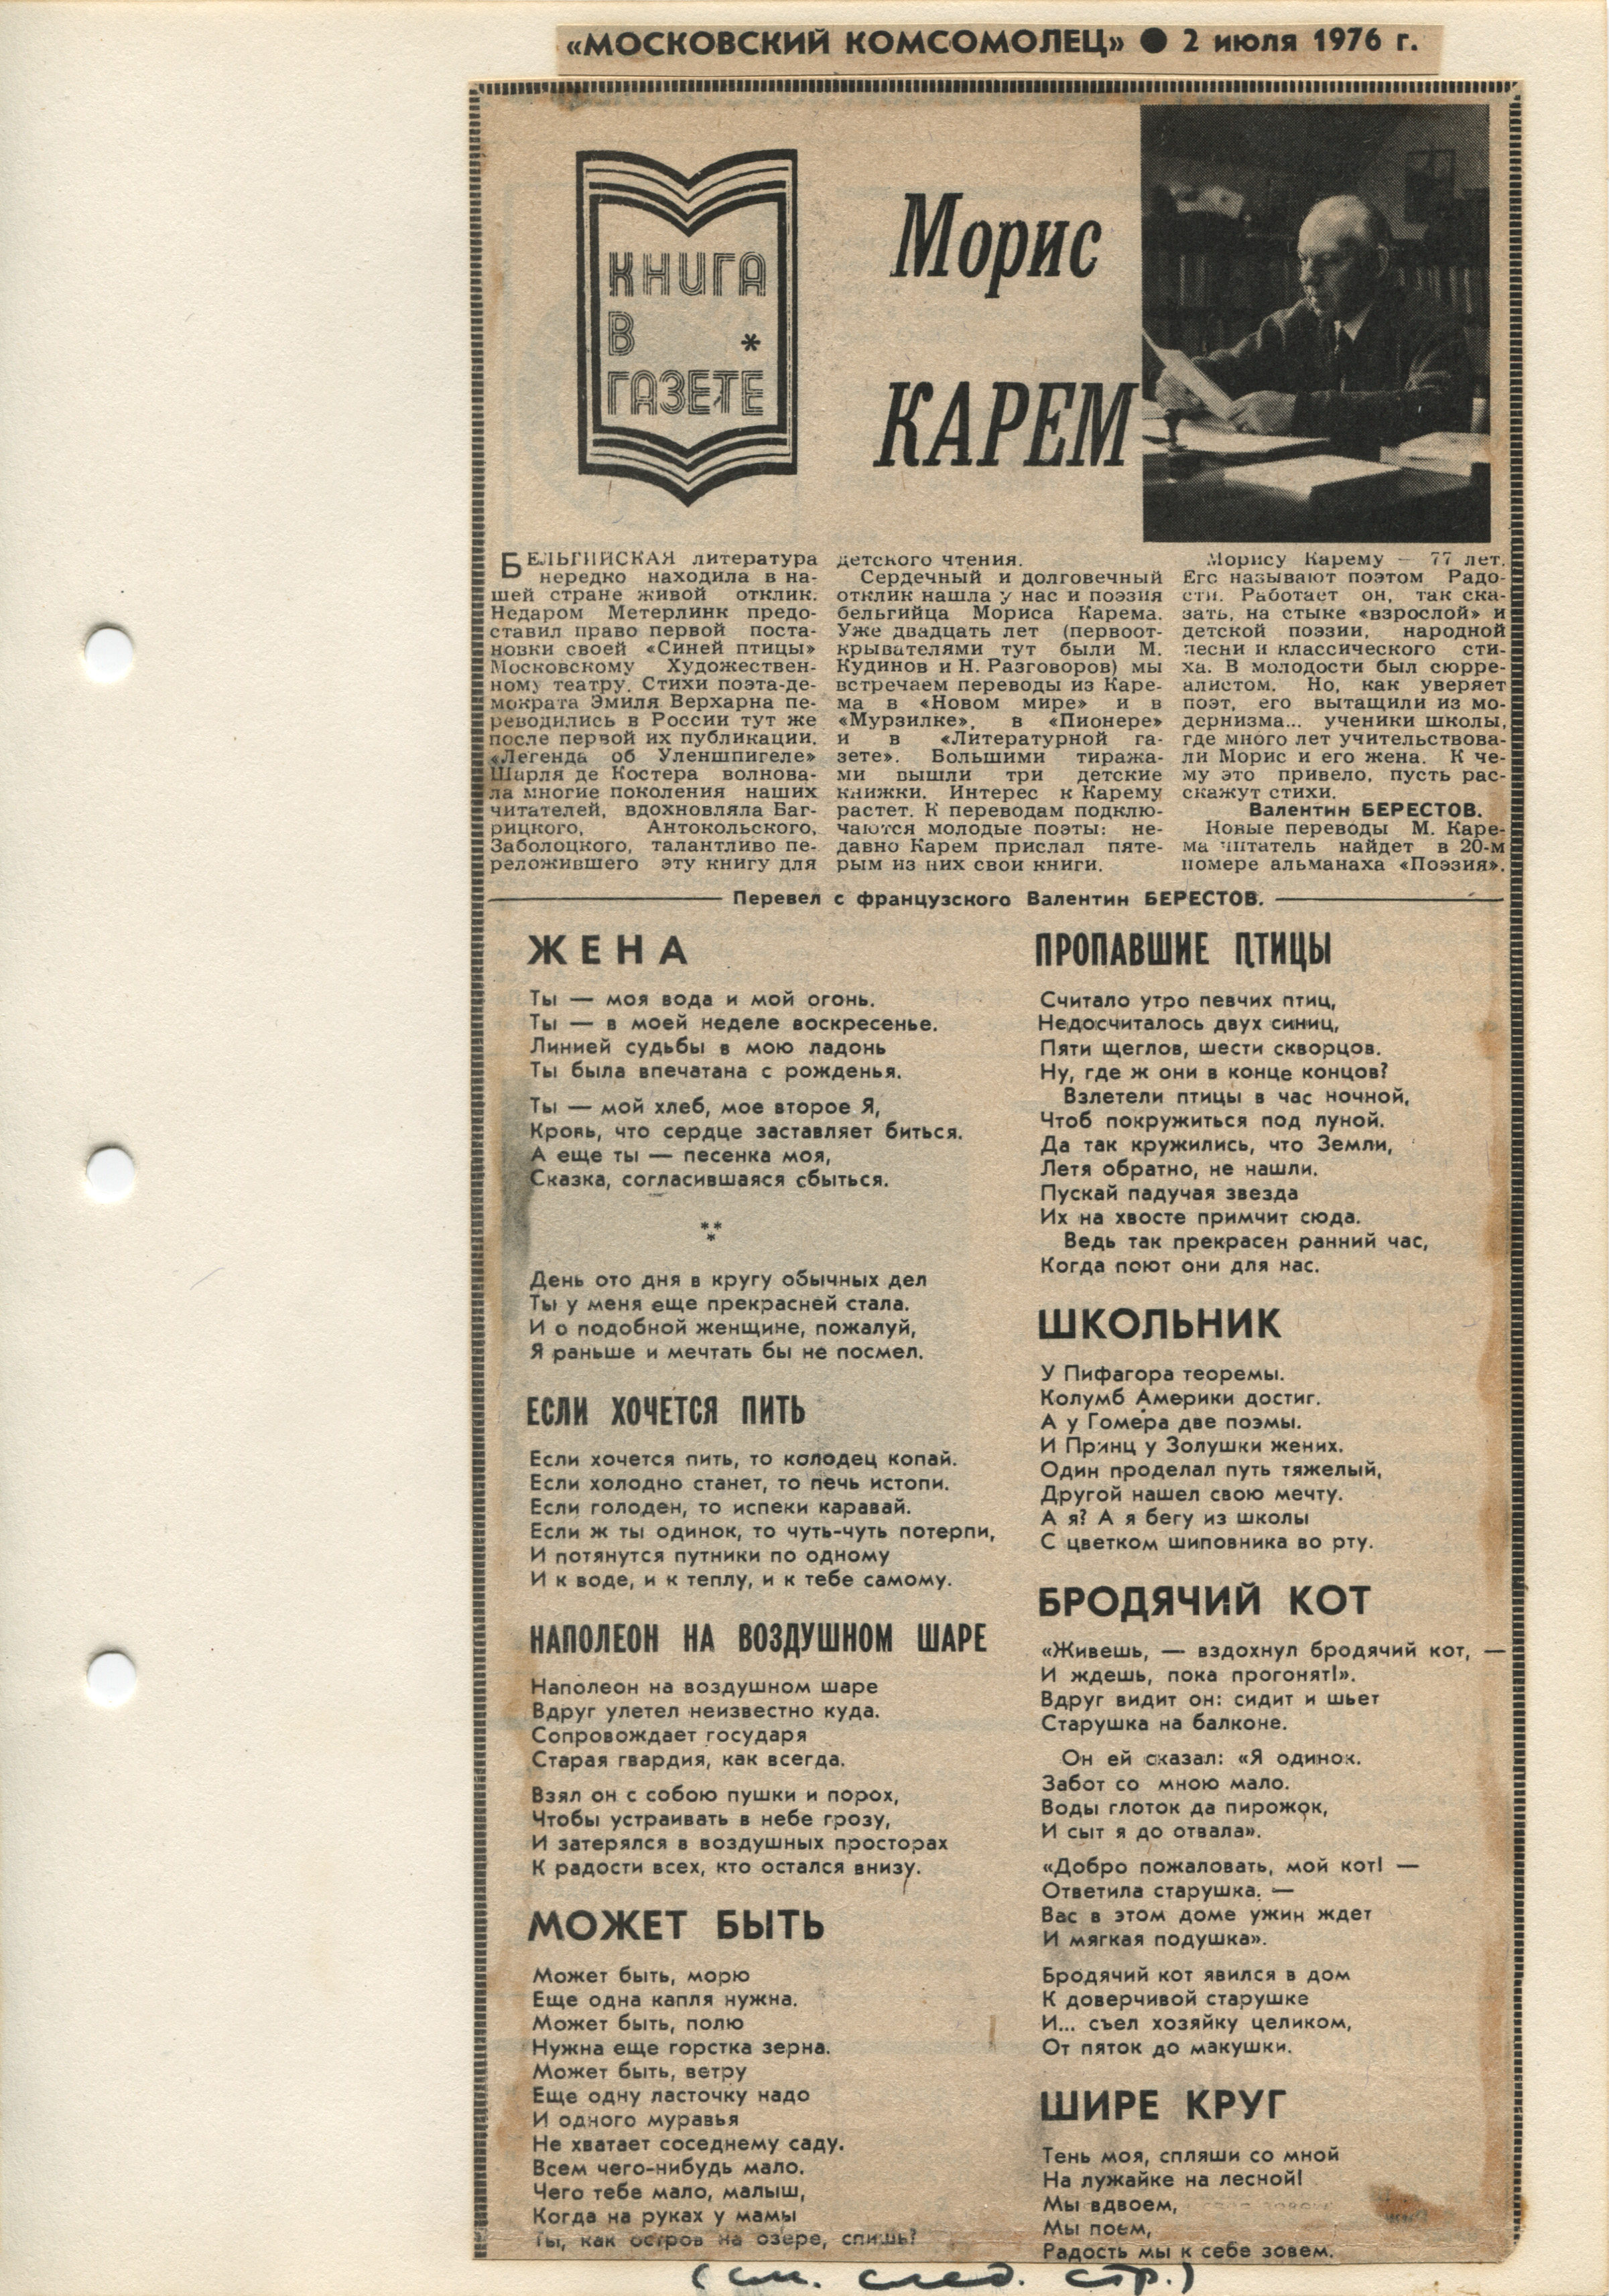 «МОСКОВСКИЙ КОМСОМОЛЕЦ» ● 2 июля 1976 г.
КНИГА
В *
ГАЗЕТЕ
Морис
КАРЕМ
БЕЛЬГИЙСКАЯ литература
нередко находила в на-
шей стране живой отклик.
Недаром Метерлинк предо-
ставил право первой поста-
новки своей «Синей птицы»
Московскому Художествен-
ному театру. Стихи поэта-де-
мократа Эмиля Верхарна пе-
реводились в России тут же
после первой их публикации.
«Легенда об Уленшпигеле»
Шарля де Костера волнова-
ла многие поколения наших
читателей, вдохновляла Баг-
рицкого, Антокольского,
Заболоцкого, талантливо пе-
реложившего эту книгу для
детского чтения.
Сердечный и долговечный
отклик нашла у нас и поэзия
бельгийца Мориса Карема.
Уже двадцать лет (первоот-
крывателями тут были М.
Кудинов и Н. Разговоров) мы
встречаем переводы из Каре-
ма в «Новом мире» и в
«Мурзилке», в «Пионере»
и в «Литературной га-
зете». Большими тиража-
ми вышли три детские
книжки. Интерес к Карему
растет. К переводам подклю-
чаются молодые поэты: не-
давно Карем прислал пяте-
рым из них свои книги.
Морису Карему — 77 лет.
Его называют поэтом Радо-
сти. Работает он, так ска-
зать, на стыке «взрослой» и
детской поэзии, народной
песни и классического сти-
ха. В молодости был сюрре-
алистом. Но, как уверяет
поэт, его вытащили из мо-
дернизма... ученики школы,
где много лет учительствова-
ли Морис и его жена. К че-
му это привело, пусть рас-
скажут стихи.
Валентин БЕРЕСТОВ.
Новые переводы М. Каре-
ма читатель найдет в 20-м
номере альманаха «Поэзия».
Перевел с французского Валентин БЕРЕСТОВ.
ЖЕНА
Ты — моя вода и мой огонь.
Ты — в моей неделе воскресенье.
Линией судьбы в мою ладонь
Ты была впечатана с рожденья.
Ты — мой хлеб, мое второе Я,
Кровь, что сердце заставляет биться.
А еще ты — песенка моя,
Сказка, согласившаяся сбыться.
* *
*
День ото дня в кругу обычных дел
Ты у меня еще прекрасней стала.
И о подобной женщине, пожалуй,
Я раньше и мечтать бы не посмел.
ЕСЛИ ХОЧЕТСЯ ПИТЬ
Если хочется пить, то колодец копай.
Если холодно станет, то печь истопи.
Если голоден, то испеки каравай.
Если ж ты одинок, то чуть-чуть потерпи,
И потянутся путники по одному
И к воде, и к теплу, и к тебе самому.
НАПОЛЕОН НА ВОЗДУШНОМ ШАРЕ
Наполеон на воздушном шаре
Вдруг улетел неизвестно куда.
Сопровождает государя
Старая гвардия, как всегда.
Взял он с собою пушки и порох,
Чтобы устраивать в небе грозу,
И затерялся в воздушных просторах
К радости всех, кто остался внизу.
МОЖЕТ БЫТЬ
Может быть, морю
Еще одна капля нужна.
Может быть, полю
Нужна еще горстка зерна.
Может быть, ветру
Еще одну ласточку надо
И одного муравья
Не хватает соседнему саду.
Всем чего-нибудь мало.
Чего тебе мало, малыш,
Когда на руках у мамы
Ты, как остров на озере, спишь?
ПРОПАВШИЕ ПТИЦЫ
Считало утро певчих птиц,
Недосчиталось двух синиц,
Пяти щеглов, шести скворцов.
Ну, где ж они в конце концов?
Взлетели птицы в час ночной,
Чтоб покружиться под луной.
Да так кружились, что Земли,
Летя обратно, не нашли.
Пускай падучая звезда
Их на хвосте примчит сюда.
Ведь так прекрасен ранний час,
Когда поют они для нас.
ШКОЛЬНИК
У Пифагора теоремы.
Колумб Америки достиг.
А у Гомера две поэмы.
И Принц у Золушки жених.
Один проделал путь тяжелый,
Другой нашел свою мечту.
А я? А я бегу из школы
С цветком шиповника во рту.
БРОДЯЧИЙ КОТ
«Живешь, — вздохнул бродячий кот, —
И ждешь, пока прогонят!».
Вдруг видит он: сидит и шьет
Старушка на балконе.
Он ей сказал: «Я одинок.
Забот со мною мало.
Воды глоток да пирожок,
И сыт я до отвала».
«Добро пожаловать, мой кот! —
Ответила старушка. —
Вас в этом доме ужин ждет
И мягкая подушка».
Бродячий кот явился в дом
К доверчивой старушке
И... съел хозяйку целиком,
От пяток до макушки.
ШИРЕ КРУГ
Тень моя, спляши со мной
На лужайке на лесной!
Мы вдвоем,
Мы поем,
Радость мы к себе зовем.
(см. след. стр.)